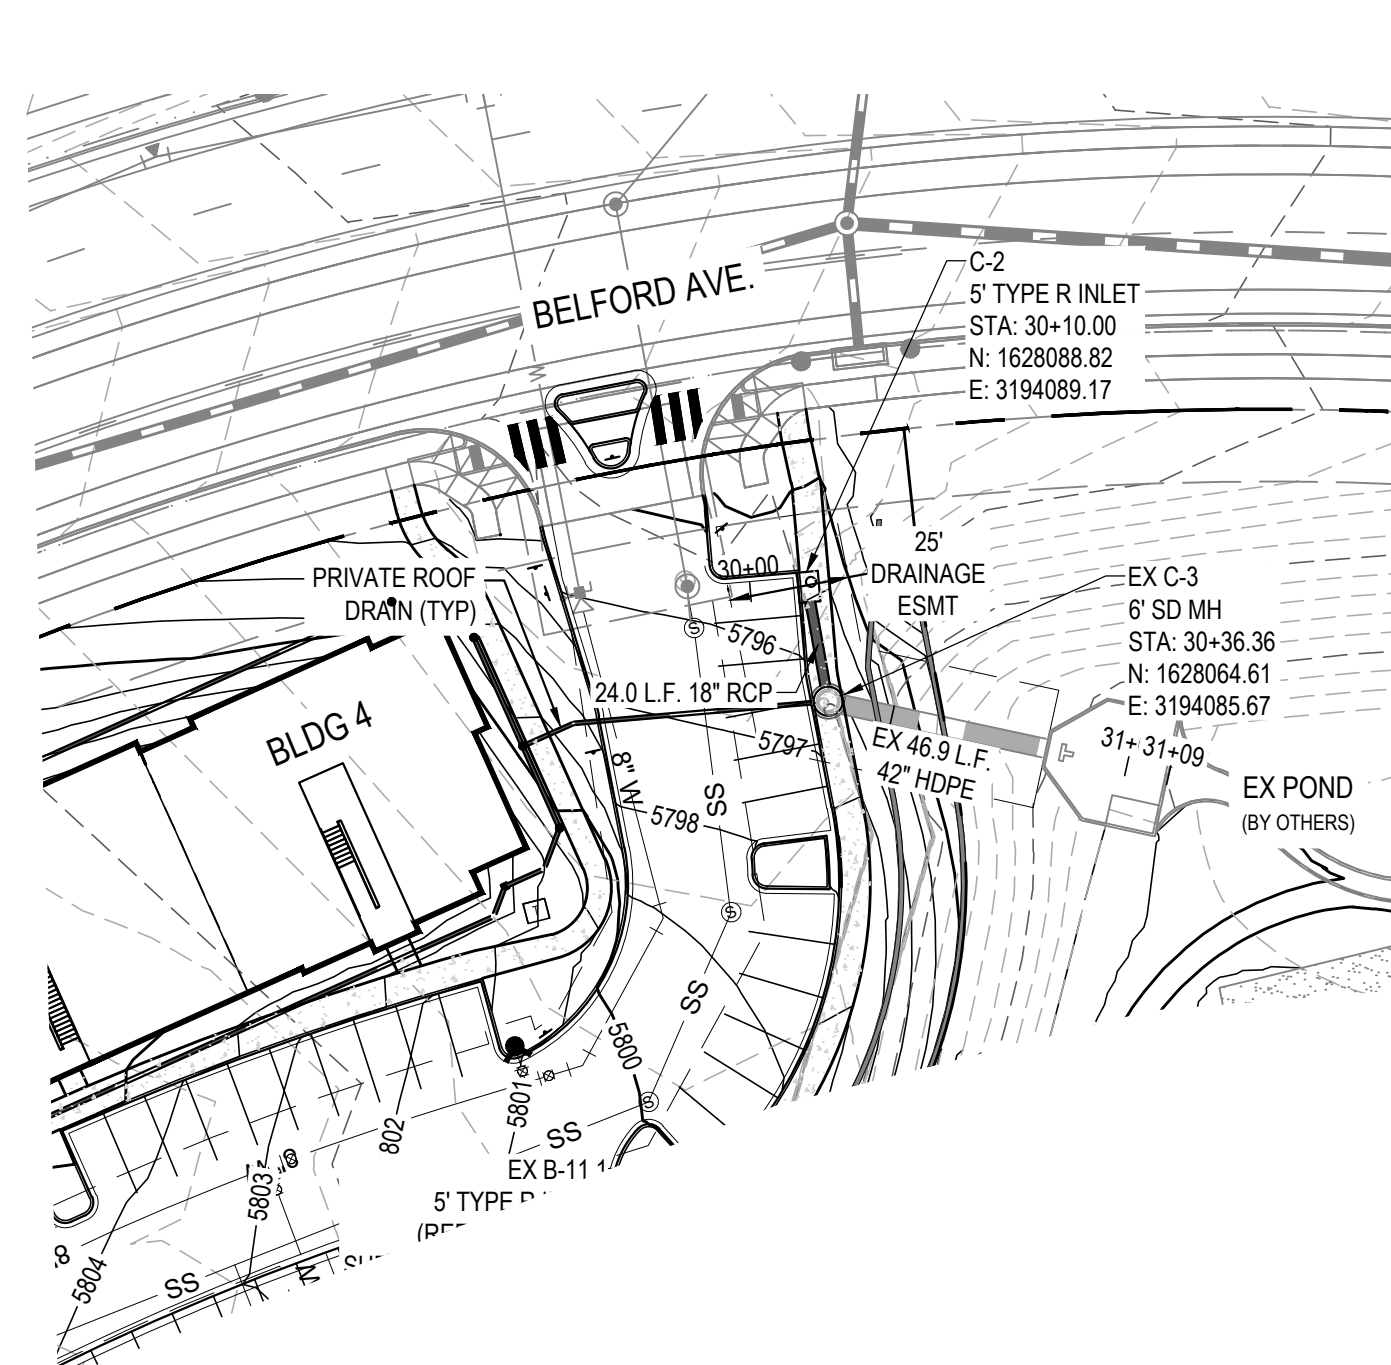 BELFORD AVE.
C-2
5' TYPE R INLET
STA: 30+10.00
N: 1628088.82
E: 3194089.17
W
25'
DRAINAGE
ESMT
30+00
PRIVATE ROOF
DRAIN (TYP)
EX C-3
6' SD MH
STA: 30+36.36
N: 1628064.61
E: 3194085.67
S
5796
24.0 L.F. 18" RCP
BLDG 4
5797
EX 46.9 L.F.
42" HDPE
31+
31+09
EX POND
(BY OTHERS)
8" W
SS
5798
S
T
SS
5800
5801
802
S
SS
EX B-11
5' TYPE R
5803
5804
SS
W